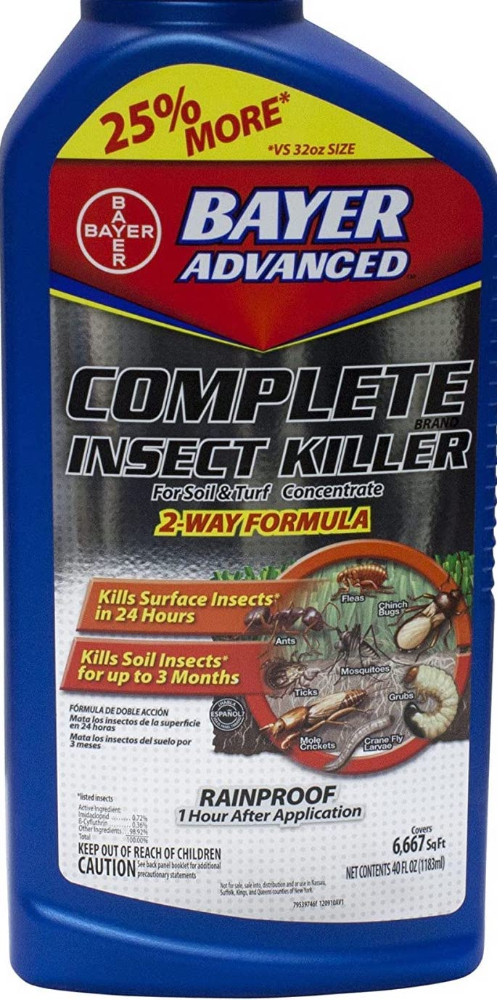 25% MORE*
*VS 32oz SIZE
BAYER
BAYER
BAYER
ADVANCED™
COMPLETE
BRAND
INSECT KILLER
For Soil & Turf Concentrate
2-WAY FORMULA
Kills Surface Insects*
in 24 Hours
Kills Soil Insects*
for up to 3 Months
Fleas
Chinch
Bugs
Ants
Mosquitoes
Ticks
Grubs
Mole
Crickets
Crane Fly
Larvae
FÓRMULA DE DOBLE ACCIÓN
Mata los insectos de la superficie
en 24 horas
Mata los insectos del suelo por
3 meses
¿HABLA
ESPAÑOL?
RAINPROOF
1 Hour After Application
*listed insects
Active Ingredient:
Imidacloprid ........ 0.72%
β-Cyfluthrin .......... 0.36%
Other Ingredients... 98.92%
Total 100.00%
KEEP OUT OF REACH OF CHILDREN
CAUTION See back panel booklet for additional
precautionary statements
Covers
6,667 Sq Ft
NET CONTENTS 40 FL OZ (1183ml)
Not for sale, sale into, distribution and or use in Nassau,
Suffolk, Kings, and Queens counties of New York.
79539746f 120910AV1